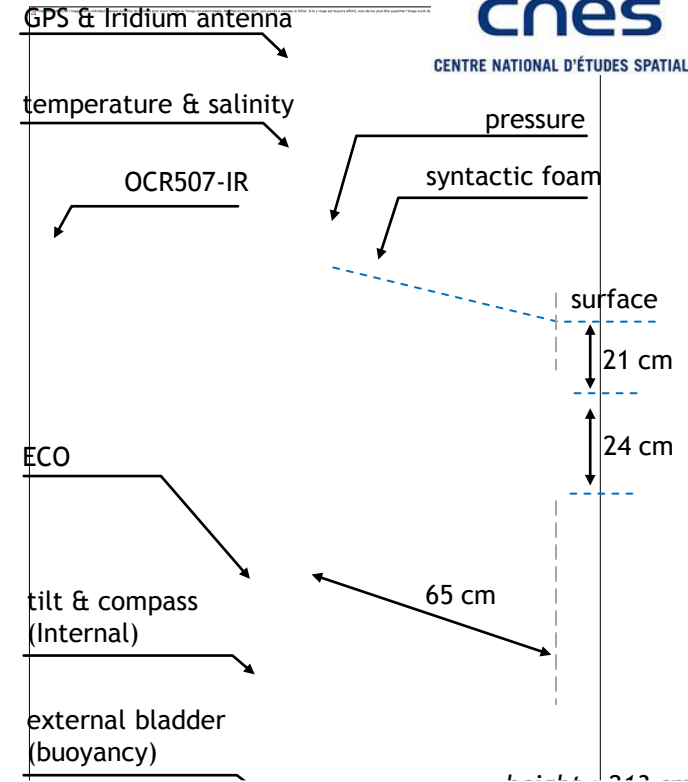 cnes
CENTRE NATIONAL D'ÉTUDES SPATIAL
GPS & Iridium antenna
temperature & salinity
pressure
OCR507-IR
syntactic foam
surface
21 cm
24 cm
ECO
65 cm
tilt & compass
(Internal)
external bladder
(buoyancy)